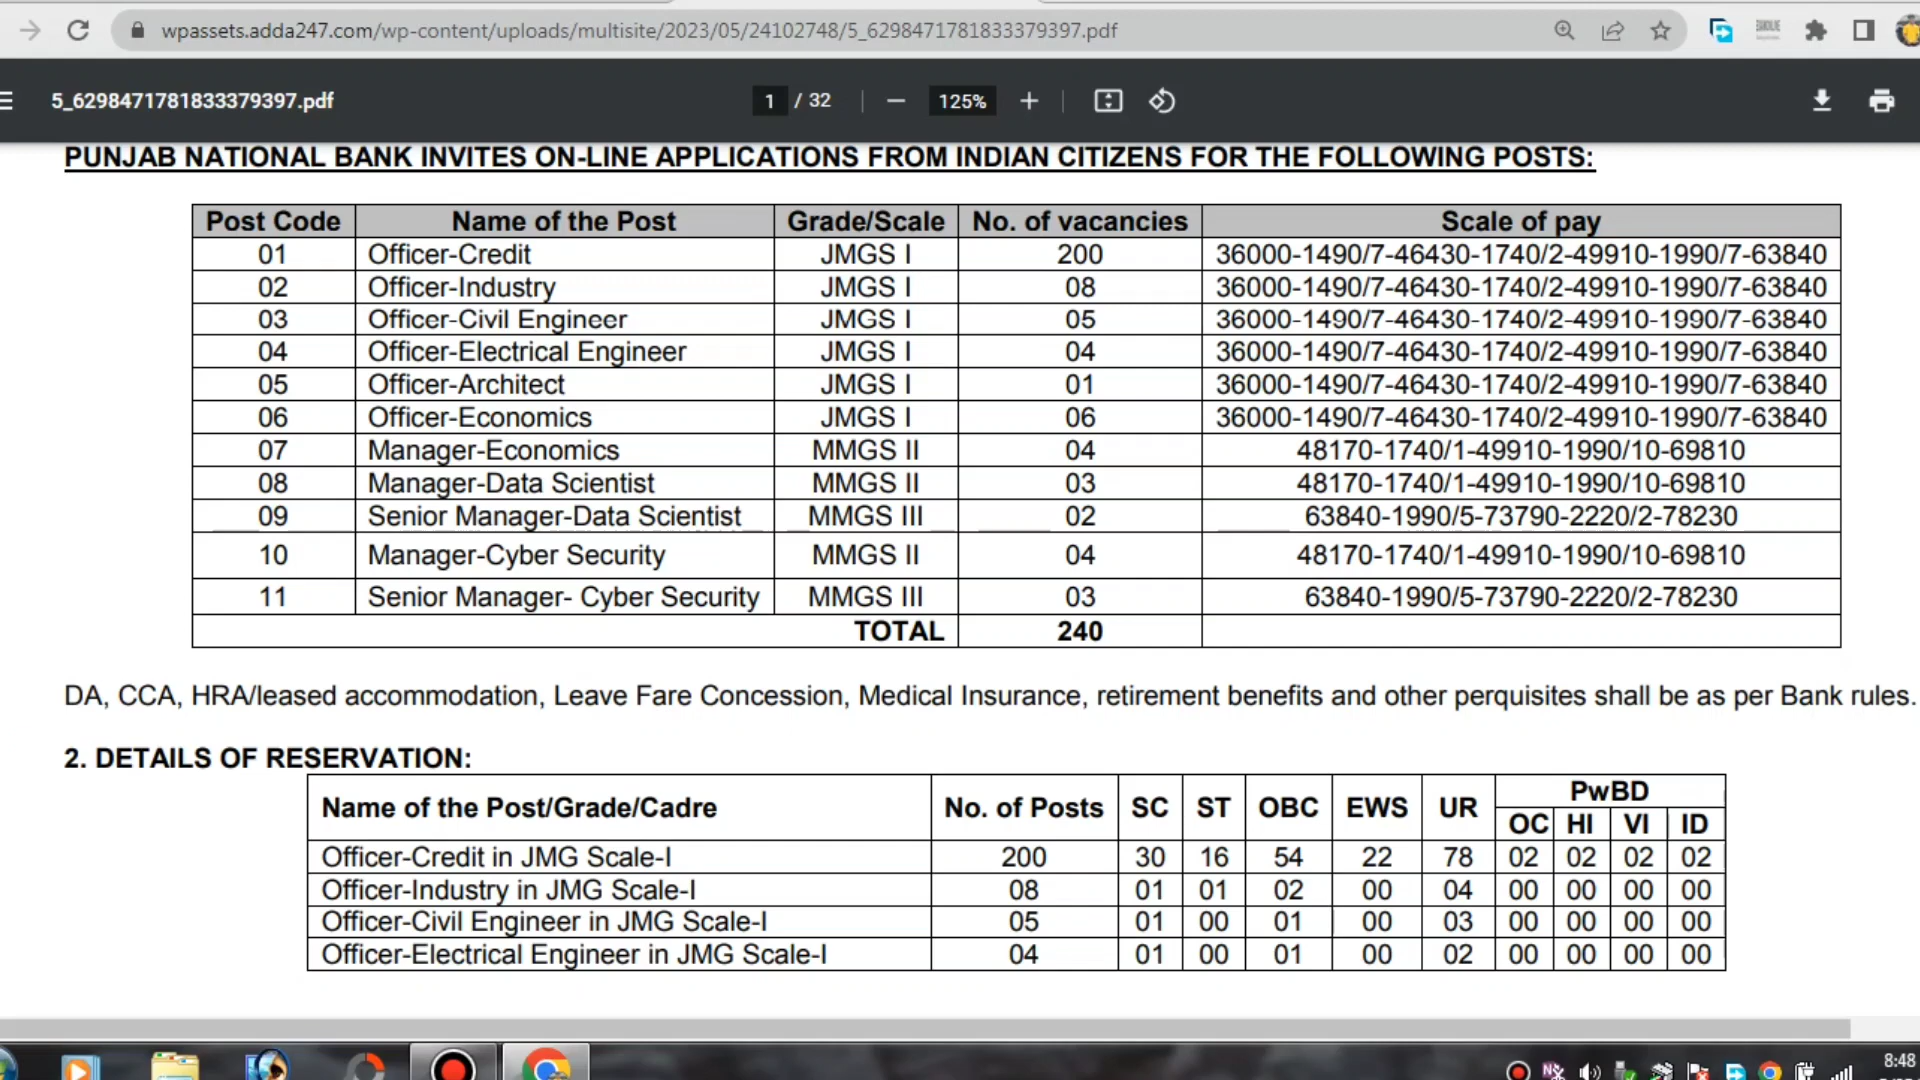 wpassets.adda247.com/wp-content/uploads/multisite/2023/05/24102748/5_6298471781833379397.pdf
5_6298471781833379397.pdf
1 / 32
125%
PUNJAB NATIONAL BANK INVITES ON-LINE APPLICATIONS FROM INDIAN CITIZENS FOR THE FOLLOWING POSTS:
Post Code Name of the Post Grade/Scale No. of vacancies Scale of pay
01 Officer-Credit JMGS I 200 36000-1490/7-46430-1740/2-49910-1990/7-63840
02 Officer-Industry JMGS I 08 36000-1490/7-46430-1740/2-49910-1990/7-63840
03 Officer-Civil Engineer JMGS I 05 36000-1490/7-46430-1740/2-49910-1990/7-63840
04 Officer-Electrical Engineer JMGS I 04 36000-1490/7-46430-1740/2-49910-1990/7-63840
05 Officer-Architect JMGS I 01 36000-1490/7-46430-1740/2-49910-1990/7-63840
06 Officer-Economics JMGS I 06 36000-1490/7-46430-1740/2-49910-1990/7-63840
07 Manager-Economics MMGS II 04 48170-1740/1-49910-1990/10-69810
08 Manager-Data Scientist MMGS II 03 48170-1740/1-49910-1990/10-69810
09 Senior Manager-Data Scientist MMGS III 02 63840-1990/5-73790-2220/2-78230
10 Manager-Cyber Security MMGS II 04 48170-1740/1-49910-1990/10-69810
11 Senior Manager- Cyber Security MMGS III 03 63840-1990/5-73790-2220/2-78230
TOTAL 240
DA, CCA, HRA/leased accommodation, Leave Fare Concession, Medical Insurance, retirement benefits and other perquisites shall be as per Bank rules.
2. DETAILS OF RESERVATION:
Name of the Post/Grade/Cadre No. of Posts SC ST OBC EWS UR PwBD
OC HI VI ID
Officer-Credit in JMG Scale-I 200 30 16 54 22 78 02 02 02 02
Officer-Industry in JMG Scale-I 08 01 01 02 00 04 00 00 00 00
Officer-Civil Engineer in JMG Scale-I 05 01 00 01 00 03 00 00 00 00
Officer-Electrical Engineer in JMG Scale-I 04 01 00 01 00 02 00 00 00 00
8:48